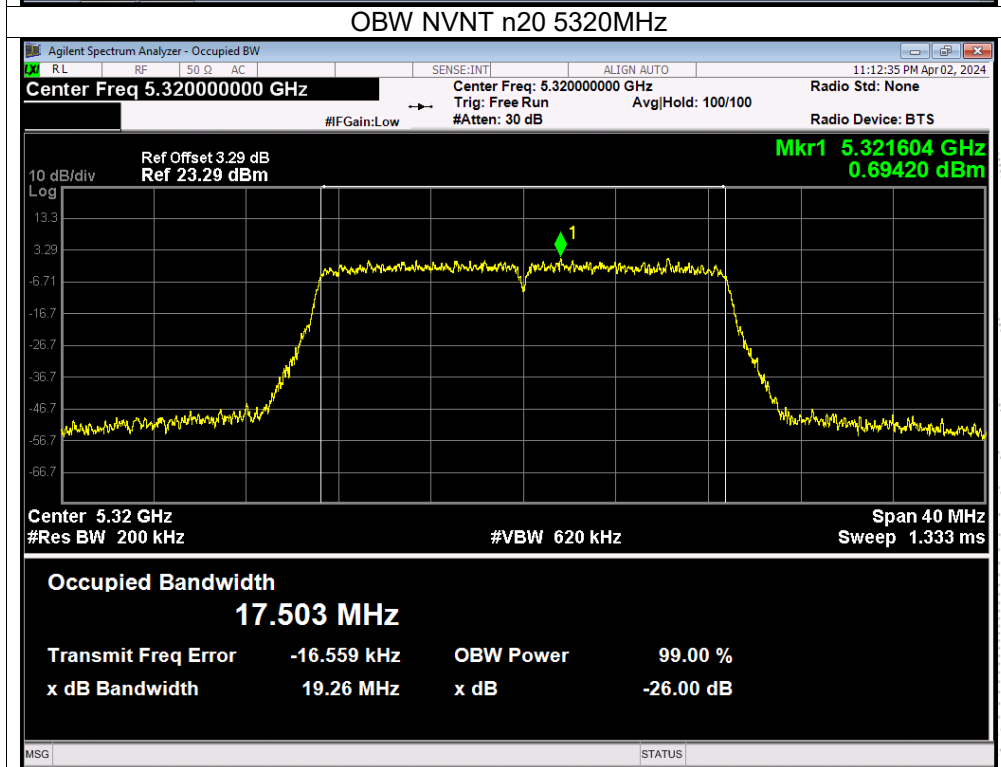 OBW NVNT n20 5320MHz
Agilent Spectrum Analyzer - Occupied BW
LXI RL RF 50 Ω AC SENSE:INT ALIGN AUTO 11:12:35 PM Apr 02, 2024
Center Freq 5.320000000 GHz Center Freq: 5.320000000 GHz Radio Std: None
Trig: Free Run Avg|Hold: 100/100
#IFGain:Low #Atten: 30 dB Radio Device: BTS
Mkr1 5.321604 GHz
0.69420 dBm
Ref Offset 3.29 dB
10 dB/div Ref 23.29 dBm
Log
13.3
1
3.29
-6.71
-16.7
-26.7
-36.7
-46.7
-56.7
-66.7
Center 5.32 GHz Span 40 MHz
#Res BW 200 kHz #VBW 620 kHz Sweep 1.333 ms
Occupied Bandwidth
17.503 MHz
Transmit Freq Error -16.559 kHz OBW Power 99.00 %
x dB Bandwidth 19.26 MHz x dB -26.00 dB
MSG STATUS